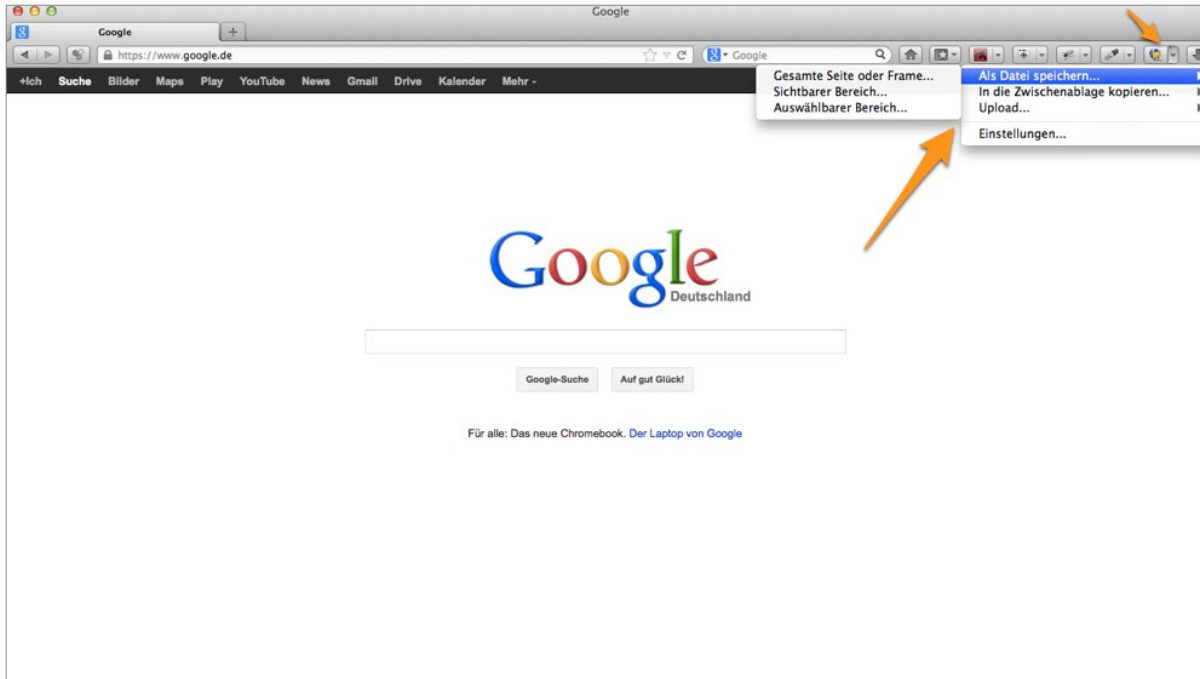 Google
8 Google +
https://www.google.de
8 Google
+Ich Suche Bilder Maps Play YouTube News Gmail Drive Kalender Mehr
Gesamte Seite oder Frame...
Sichtbarer Bereich...
Auswählbarer Bereich...
Als Datei speichern...
In die Zwischenablage kopieren...
Upload...
Einstellungen...
Google
Deutschland
Google-Suche Auf gut Glück!
Für alle: Das neue Chromebook. Der Laptop von Google